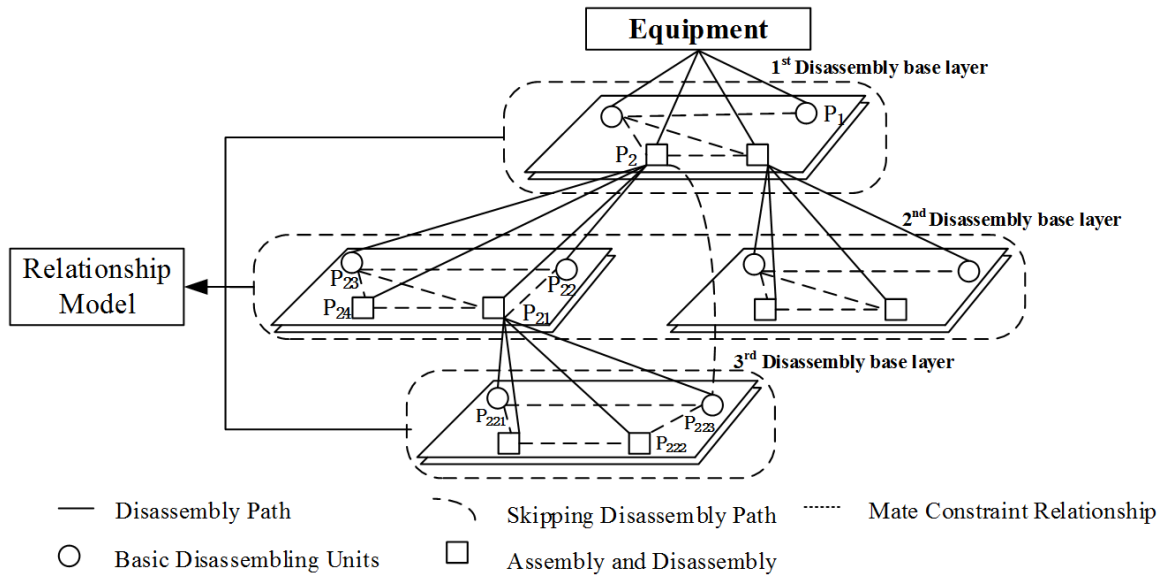 Equipment
1st Disassembly base layer
P1
P2
2nd Disassembly base layer
Relationship
Model
P23
P22
P24
P21
3rd Disassembly base layer
P221
P223
P222
Disassembly Path
Skipping Disassembly Path
Mate Constraint Relationship
Basic Disassembling Units
Assembly and Disassembly